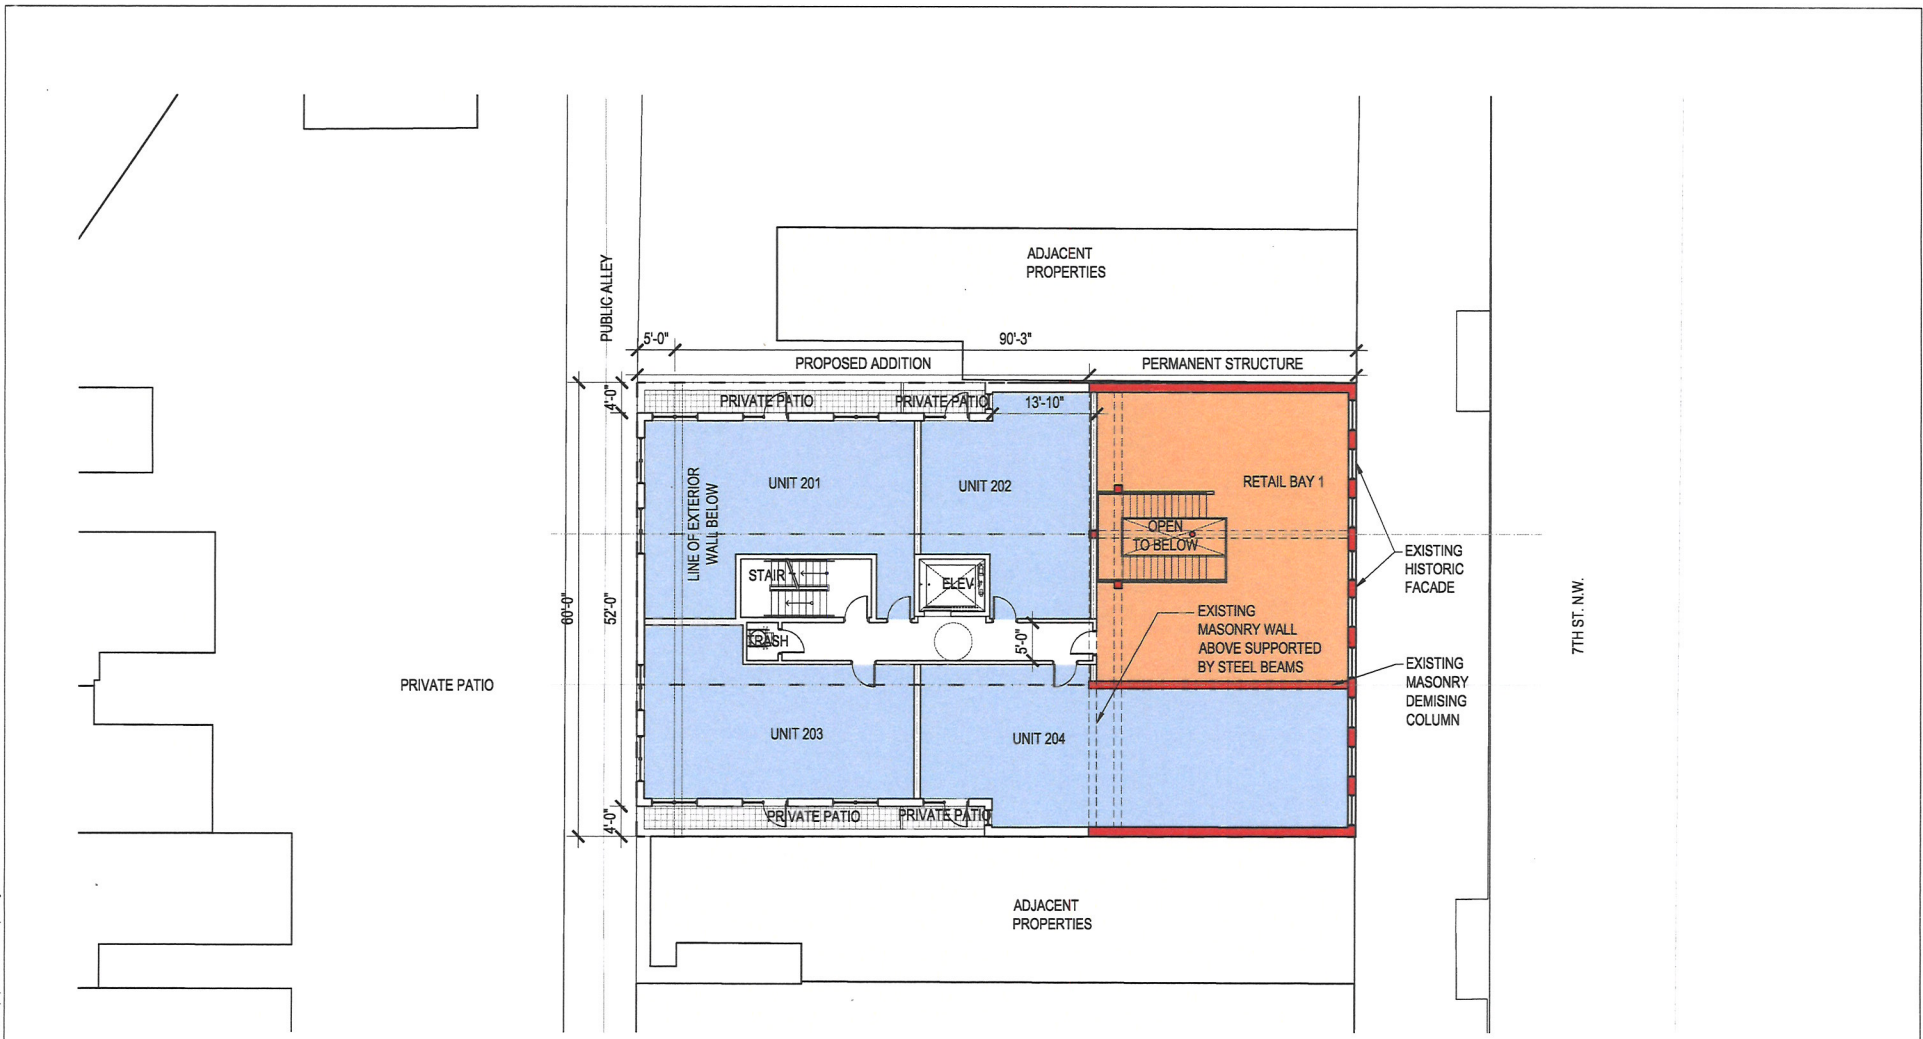 ADJACENT
PROPERTIES
PUBLIC ALLEY
5'-0"
90'-3"
PROPOSED ADDITION
PERMANENT STRUCTURE
4'-0"
PRIVATE PATIO
PRIVATE PATIO
13'-10"
LINE OF EXTERIOR
WALL BELOW
UNIT 201
UNIT 202
RETAIL BAY 1
OPEN
TO BELOW
STAIR
ELEV
EXISTING
HISTORIC
FACADE
60'-0"
52'-0"
TRASH
5'-0"
EXISTING
MASONRY WALL
ABOVE SUPPORTED
BY STEEL BEAMS
7TH ST. N.W.
EXISTING
MASONRY
DEMISING
COLUMN
PRIVATE PATIO
UNIT 203
UNIT 204
4'-0"
PRIVATE PATIO
PRIVATE PATIO
ADJACENT
PROPERTIES